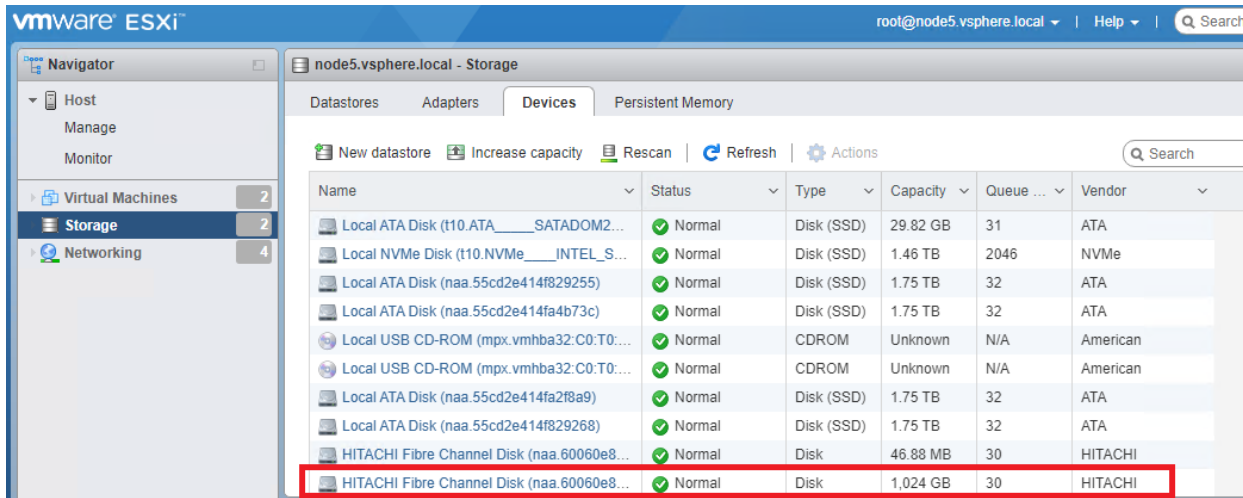 vmware ESXi™ root@node5.vsphere.local | Help | Search
Navigator
Host
Manage
Monitor
Virtual Machines 2
Storage 2
Networking 4
node5.vsphere.local - Storage
Datastores Adapters Devices Persistent Memory
New datastore Increase capacity Rescan | Refresh | Actions Search
Name Status Type Capacity Queue ... Vendor
Local ATA Disk (t10.ATA_____SATADOM2... Normal Disk (SSD) 29.82 GB 31 ATA
Local NVMe Disk (t10.NVMe____INTEL_S... Normal Disk (SSD) 1.46 TB 2046 NVMe
Local ATA Disk (naa.55cd2e414f829255) Normal Disk (SSD) 1.75 TB 32 ATA
Local ATA Disk (naa.55cd2e414fa4b73c) Normal Disk (SSD) 1.75 TB 32 ATA
Local USB CD-ROM (mpx.vmhba32:C0:T0:... Normal CDROM Unknown N/A American
Local USB CD-ROM (mpx.vmhba32:C0:T0:... Normal CDROM Unknown N/A American
Local ATA Disk (naa.55cd2e414fa2f8a9) Normal Disk (SSD) 1.75 TB 32 ATA
Local ATA Disk (naa.55cd2e414f829268) Normal Disk (SSD) 1.75 TB 32 ATA
HITACHI Fibre Channel Disk (naa.60060e8... Normal Disk 46.88 MB 30 HITACHI
HITACHI Fibre Channel Disk (naa.60060e8... Normal Disk 1,024 GB 30 HITACHI